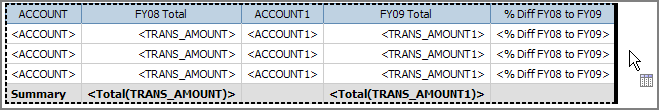 ACCOUNT FY08 Total ACCOUNT1 FY09 Total % Diff FY08 to FY09
<ACCOUNT> <TRANS_AMOUNT> <ACCOUNT1> <TRANS_AMOUNT1> <% Diff FY08 to FY09>
<ACCOUNT> <TRANS_AMOUNT> <ACCOUNT1> <TRANS_AMOUNT1> <% Diff FY08 to FY09>
<ACCOUNT> <TRANS_AMOUNT> <ACCOUNT1> <TRANS_AMOUNT1> <% Diff FY08 to FY09>
Summary <Total(TRANS_AMOUNT)> <Total(TRANS_AMOUNT1)>